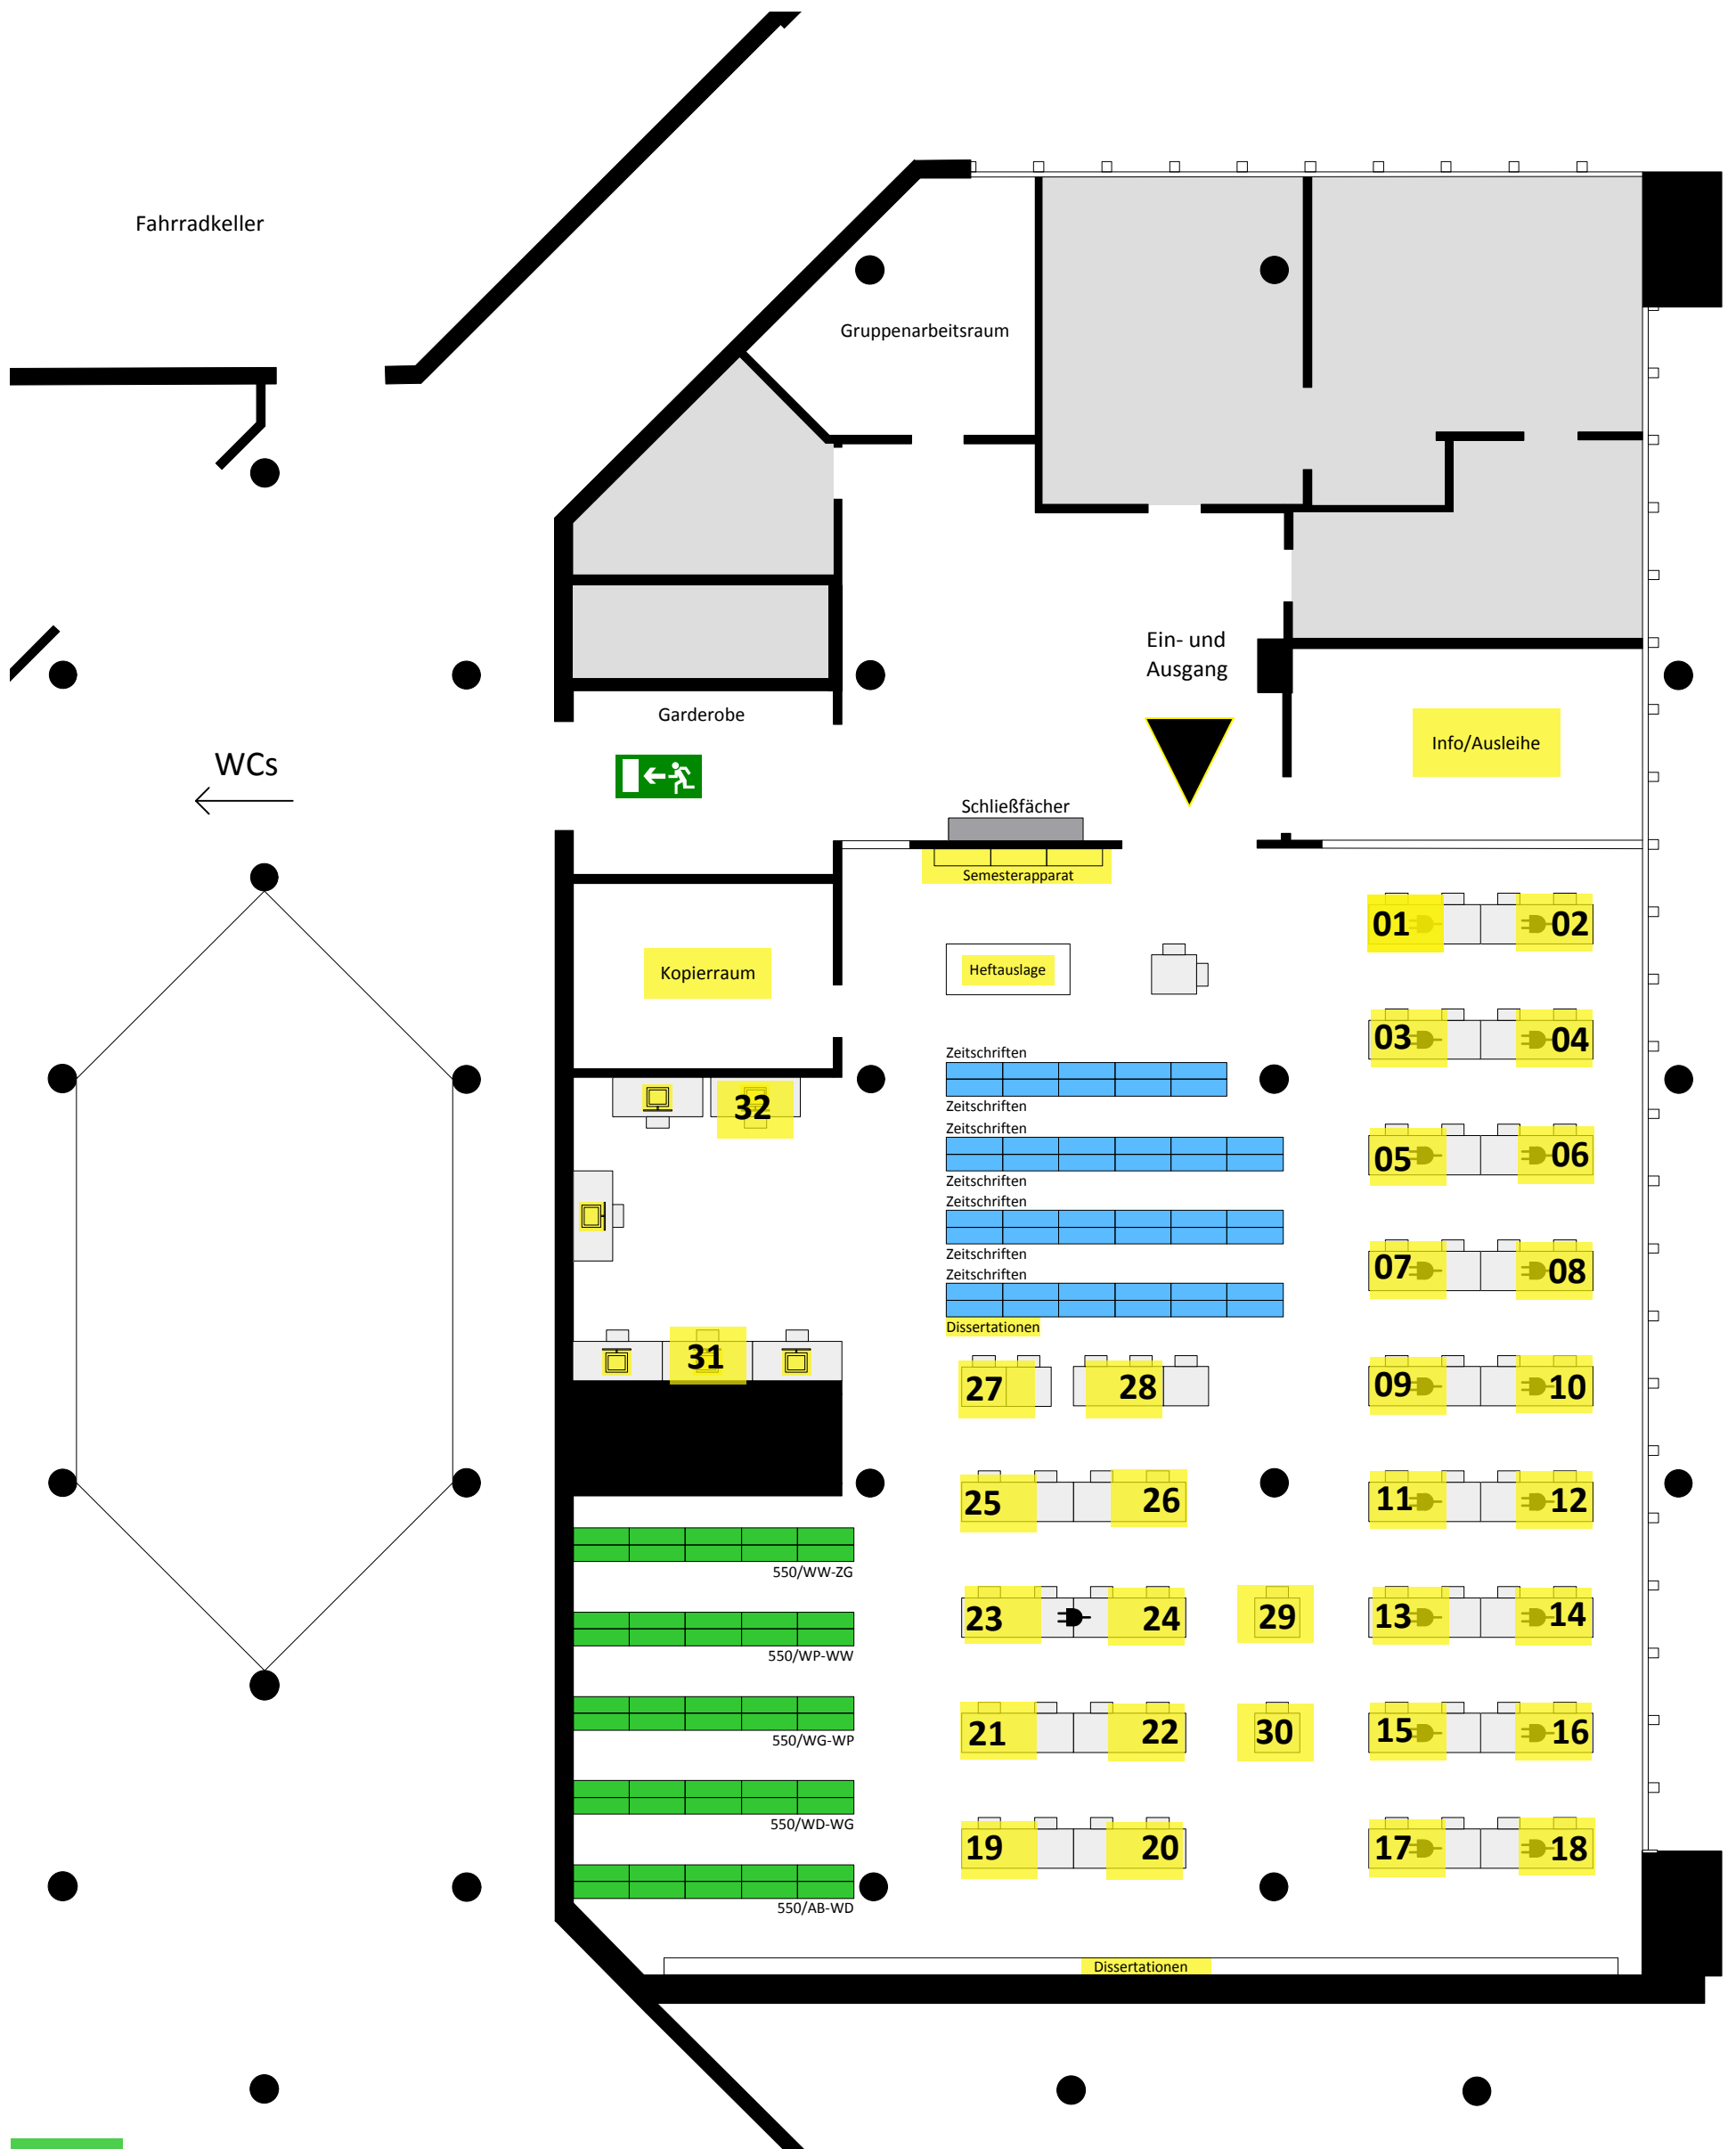 Fahrradkeller
Gruppenarbeitsraum
Ein- und
Ausgang
Garderobe
Info/Ausleihe
WCs
Schließfächer
Semesterapparat
01
02
Kopierraum
Heftauslage
03
04
Zeitschriften
32
Zeitschriften
Zeitschriften
05
06
Zeitschriften
Zeitschriften
Zeitschriften
07
08
Zeitschriften
Dissertationen
31
27
28
09
10
25
26
11
12
550/WW-ZG
23
24
29
13
14
550/WP-WW
21
22
30
15
16
550/WG-WP
550/WD-WG
19
20
17
18
550/AB-WD
Dissertationen